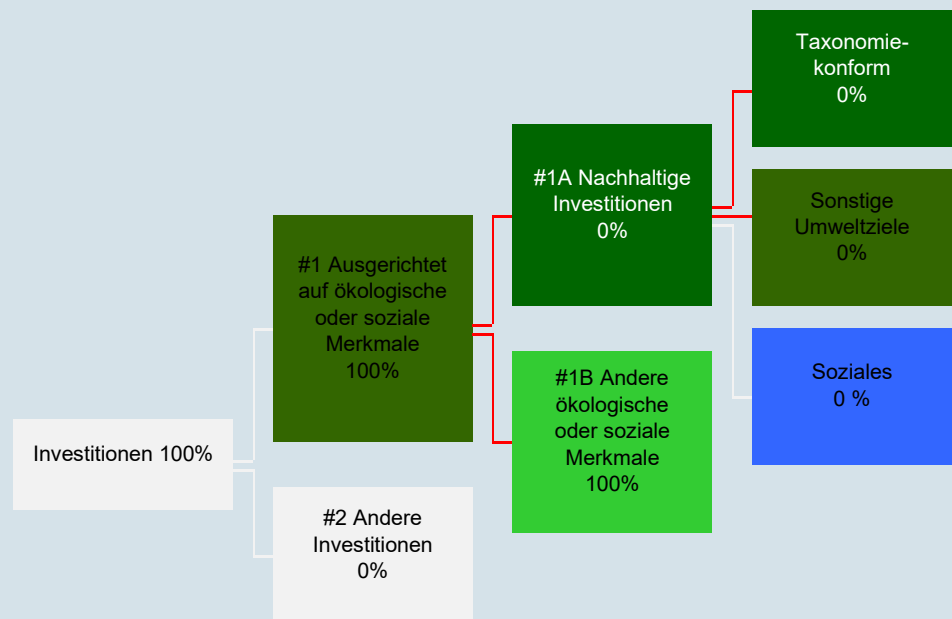 Investitionen 100%
#1 Ausgerichtet
auf ökologische
oder soziale
Merkmale
100%
#2 Andere
Investitionen
0%
#1A Nachhaltige
Investitionen
0%
#1B Andere
ökologische
oder soziale
Merkmale
100%
Taxonomie-
konform
0%
Sonstige
Umweltziele
0%
Soziales
0 %